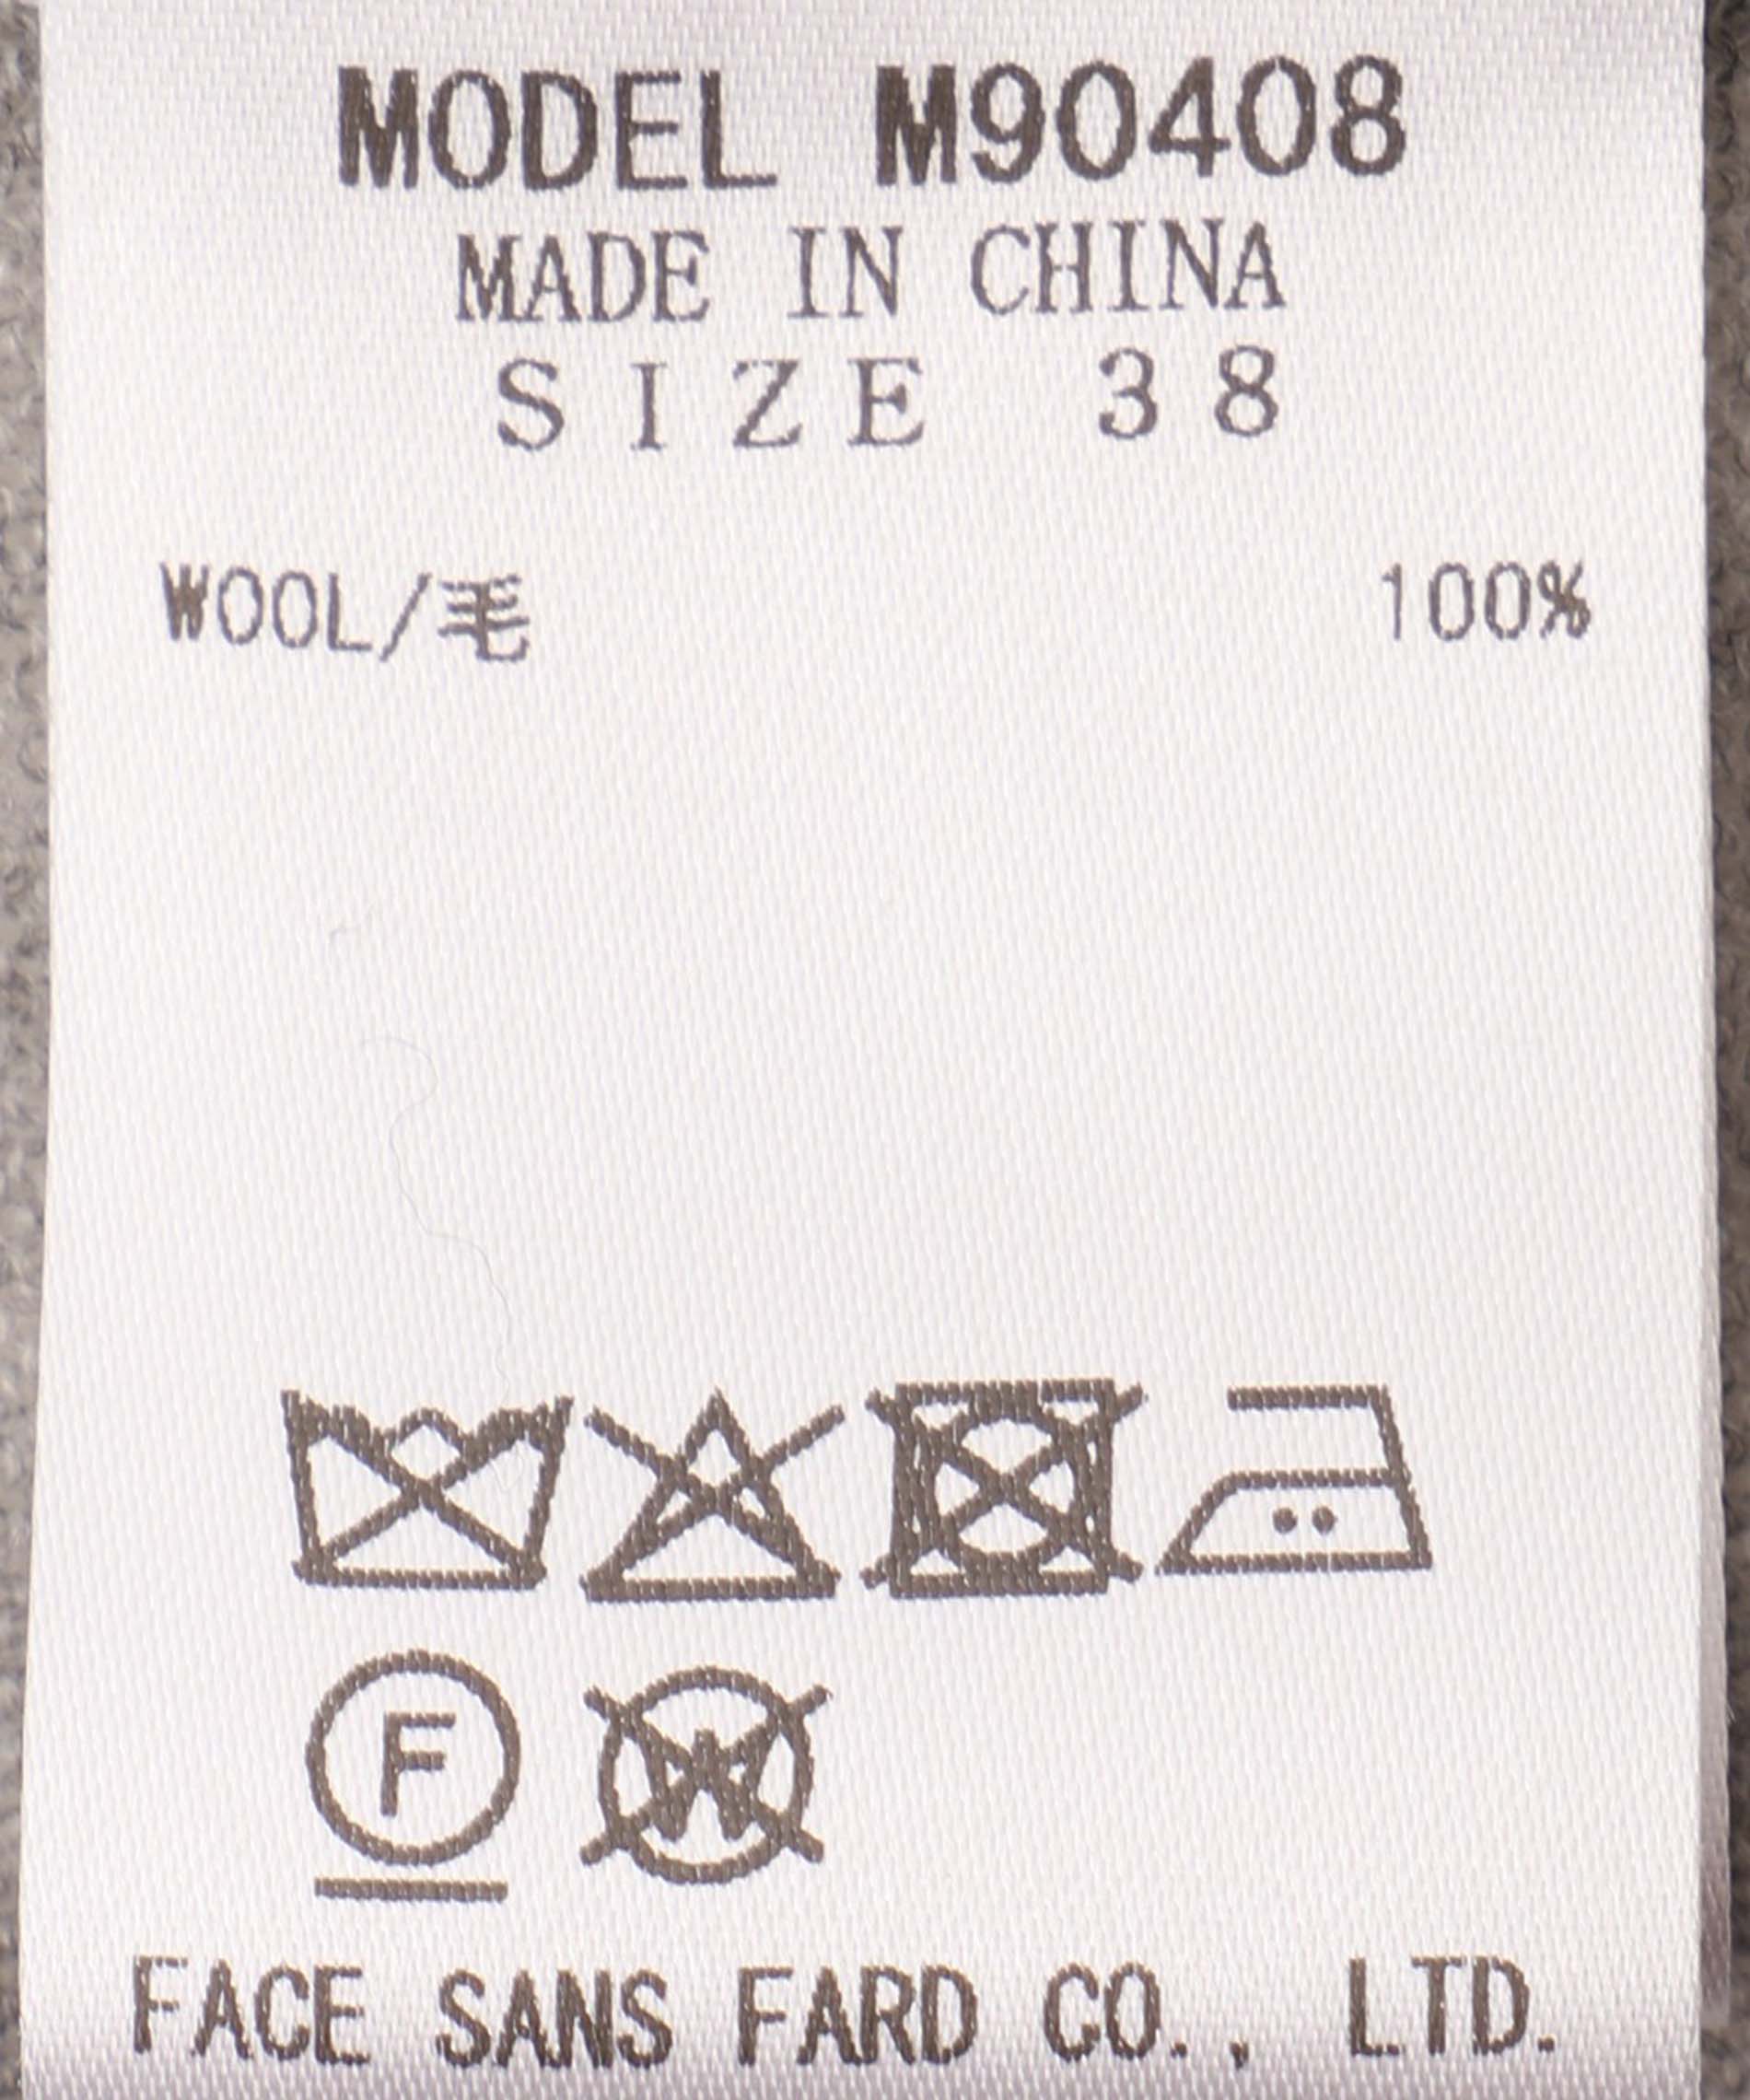 MODEL M90408
MADE IN CHINA
SIZE 38
WOOL/毛 100%
F
W
FACE SANS FARD CO., LTD.